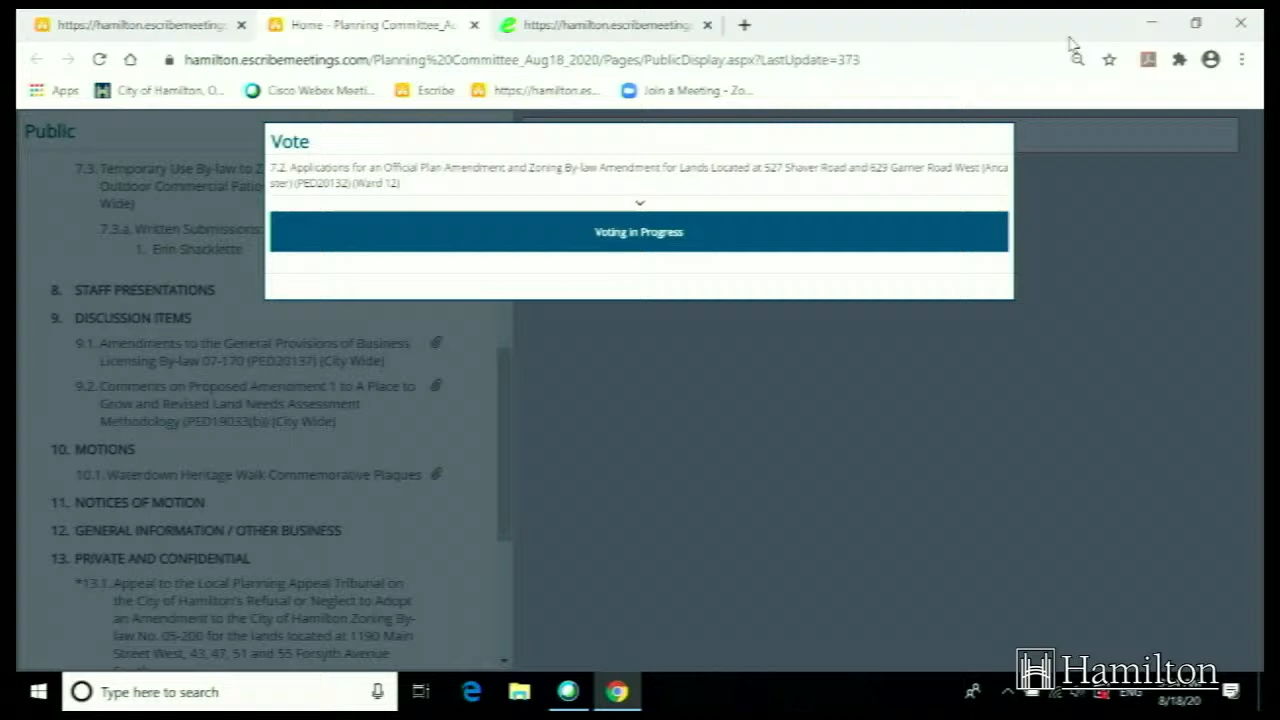 https://hamilton.escribemeetings.
Home - Planning Committee_A
https://hamilton.escribemeetings.
hamilton.escribemeetings.com/Planning%20Committee_Aug18_2020/Pages/PublicDisplay.aspx?LastUpdate=373
Apps
City of Hamilton, O...
Cisco Webex Meeti...
Escribe
https://hamilton.es...
Join a Meeting - Zo...
Public
Vote
7.2. Applications for an Official Plan Amendment and Zoning By-law Amendment for Lands Located at 527 Shaver Road and 629 Garner Road West (Anca
ster) (PED20132) (Ward 12)
Voting in Progress
7.3. Temporary Use By-law to
Outdoor Commercial Patio
Wide)
7.3.a. Written Submissions:
1. Erin Shacklette
8. STAFF PRESENTATIONS
9. DISCUSSION ITEMS
9.1. Amendments to the General Provisions of Business
Licensing By-law 07-170 (PED20137) (City Wide)
9.2. Comments on Proposed Amendment 1 to A Place to
Grow and Revised Land Needs Assessment
Methodology (PED19033(b)) (City Wide)
10. MOTIONS
10.1. Waterdown Heritage Walk Commemorative Plaques
11. NOTICES OF MOTION
12. GENERAL INFORMATION / OTHER BUSINESS
13. PRIVATE AND CONFIDENTIAL
*13.1. Appeal to the Local Planning Appeal Tribunal on
the City of Hamilton's Refusal or Neglect to Adopt
an Amendment to the City of Hamilton Zoning By-
law No. 05-200 for the lands located at 1190 Main
Street West, 43, 47, 51 and 55 Forsyth Avenue
Hamilton
Type here to search
ENG
8/18/20